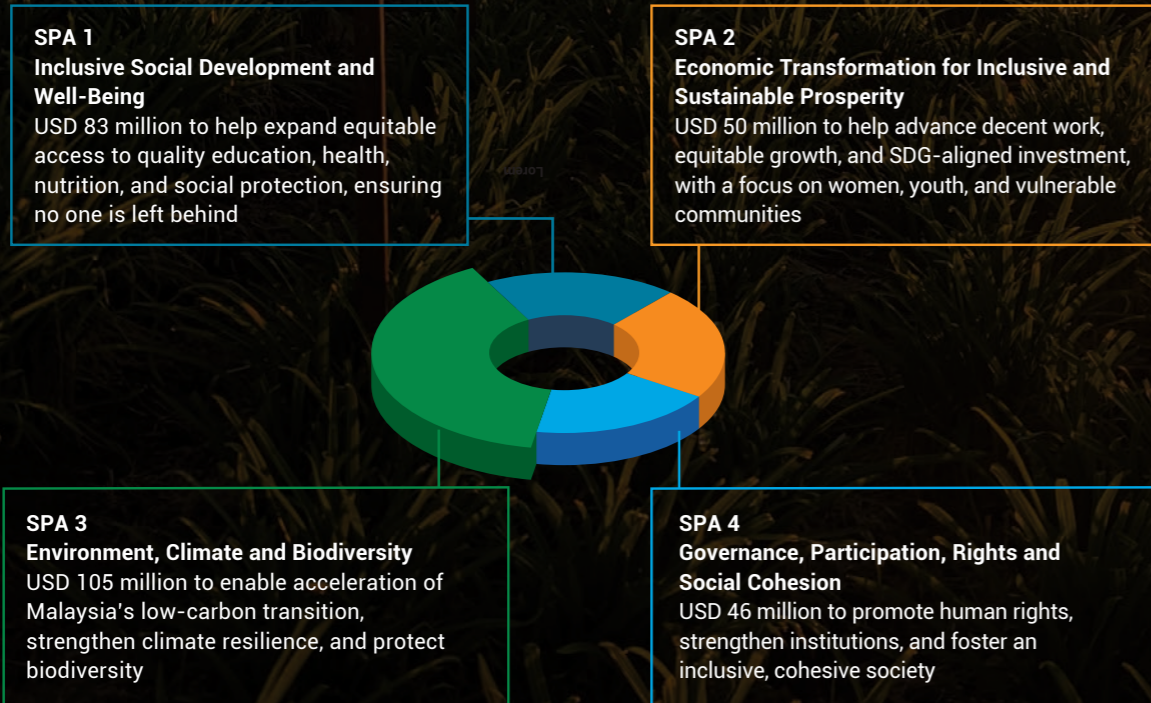 SPA 1
Inclusive Social Development and
Well-Being
USD 83 million to help expand equitable
access to quality education, health,
nutrition, and social protection, ensuring
no one is left behind
SPA 2
Economic Transformation for Inclusive and
Sustainable Prosperity
USD 50 million to help advance decent work,
equitable growth, and SDG-aligned investment,
with a focus on women, youth, and vulnerable
communities
Lorem
SPA 3
Environment, Climate and Biodiversity
USD 105 million to enable acceleration of
Malaysia's low-carbon transition,
strengthen climate resilience, and protect
biodiversity
SPA 4
Governance, Participation, Rights and
Social Cohesion
USD 46 million to promote human rights,
strengthen institutions, and foster an
inclusive, cohesive society